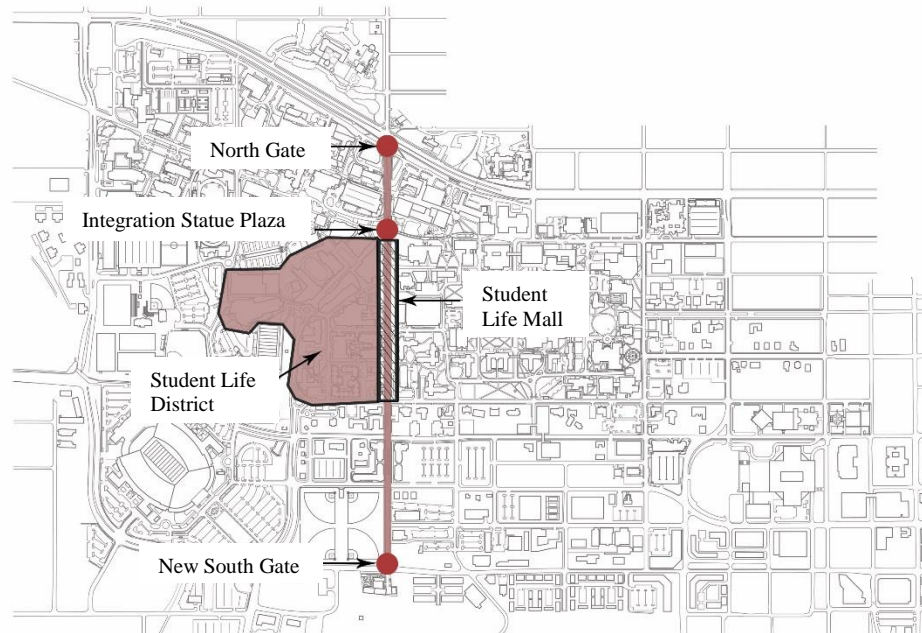 North Gate
Integration Statue Plaza
Student
Life Mall
Student Life
District
New South Gate